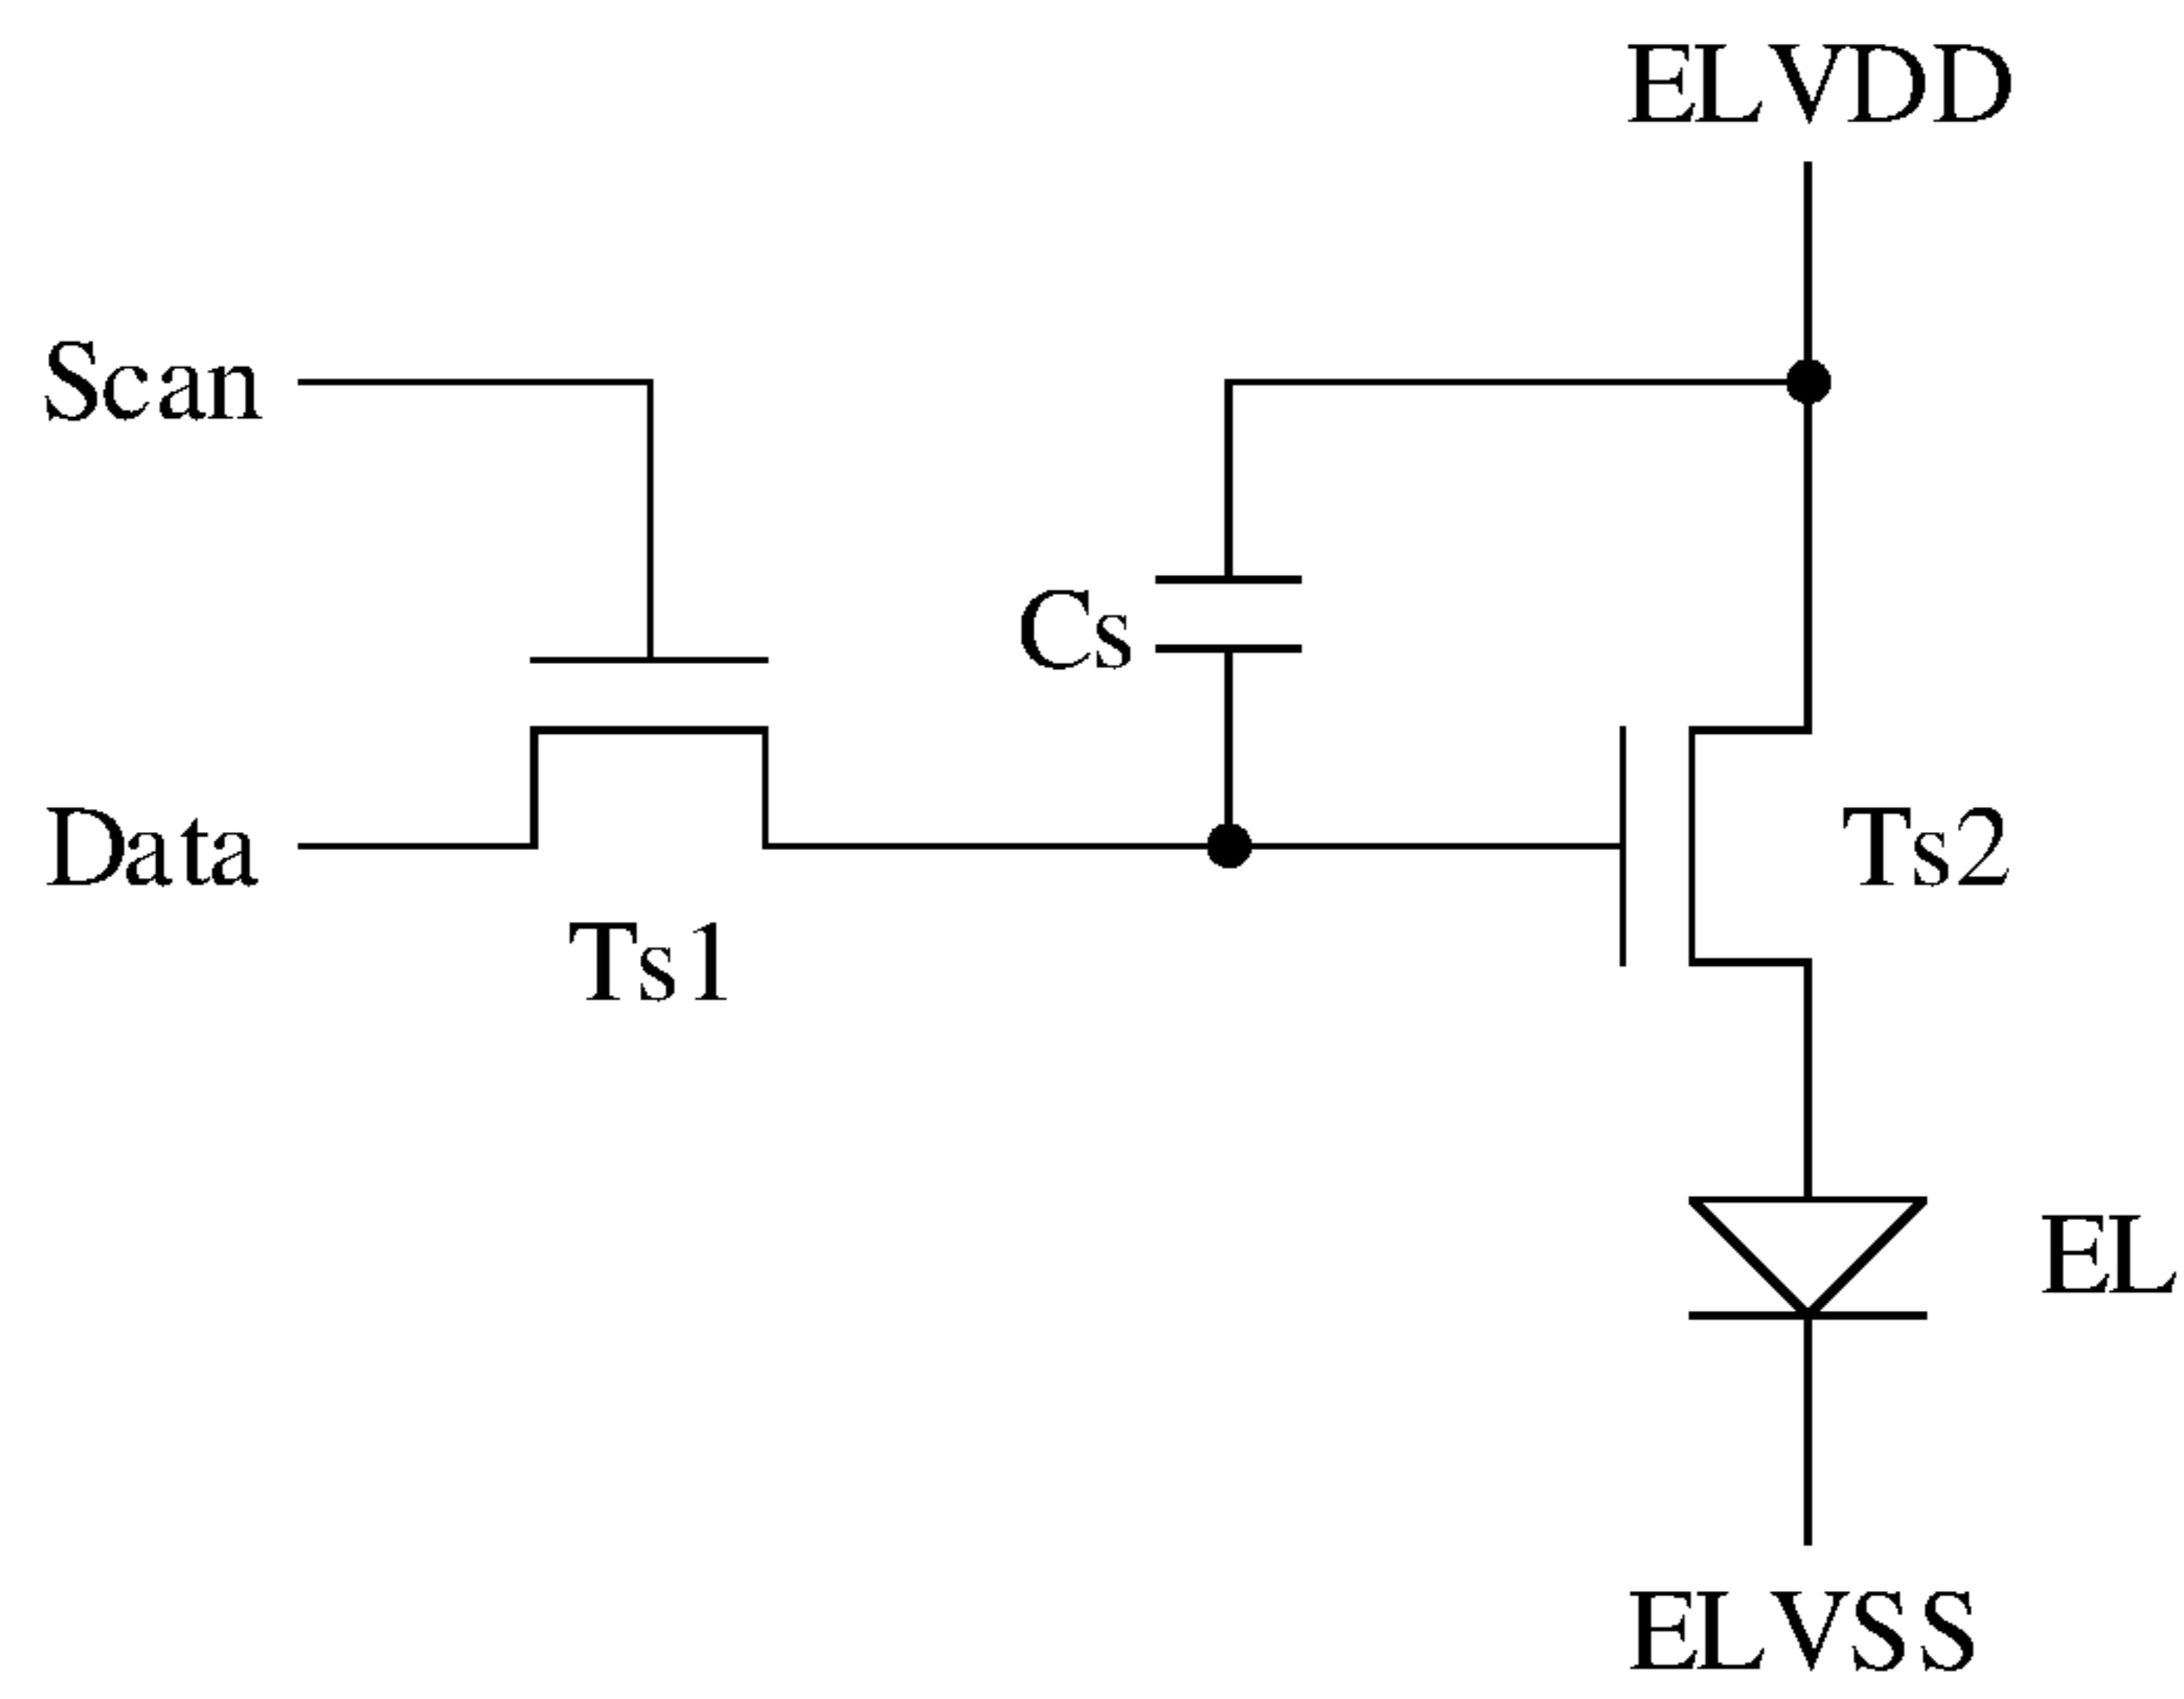 ELVDD
Scan
Cs
Data
Ts2
Ts1
EL
ELVSS